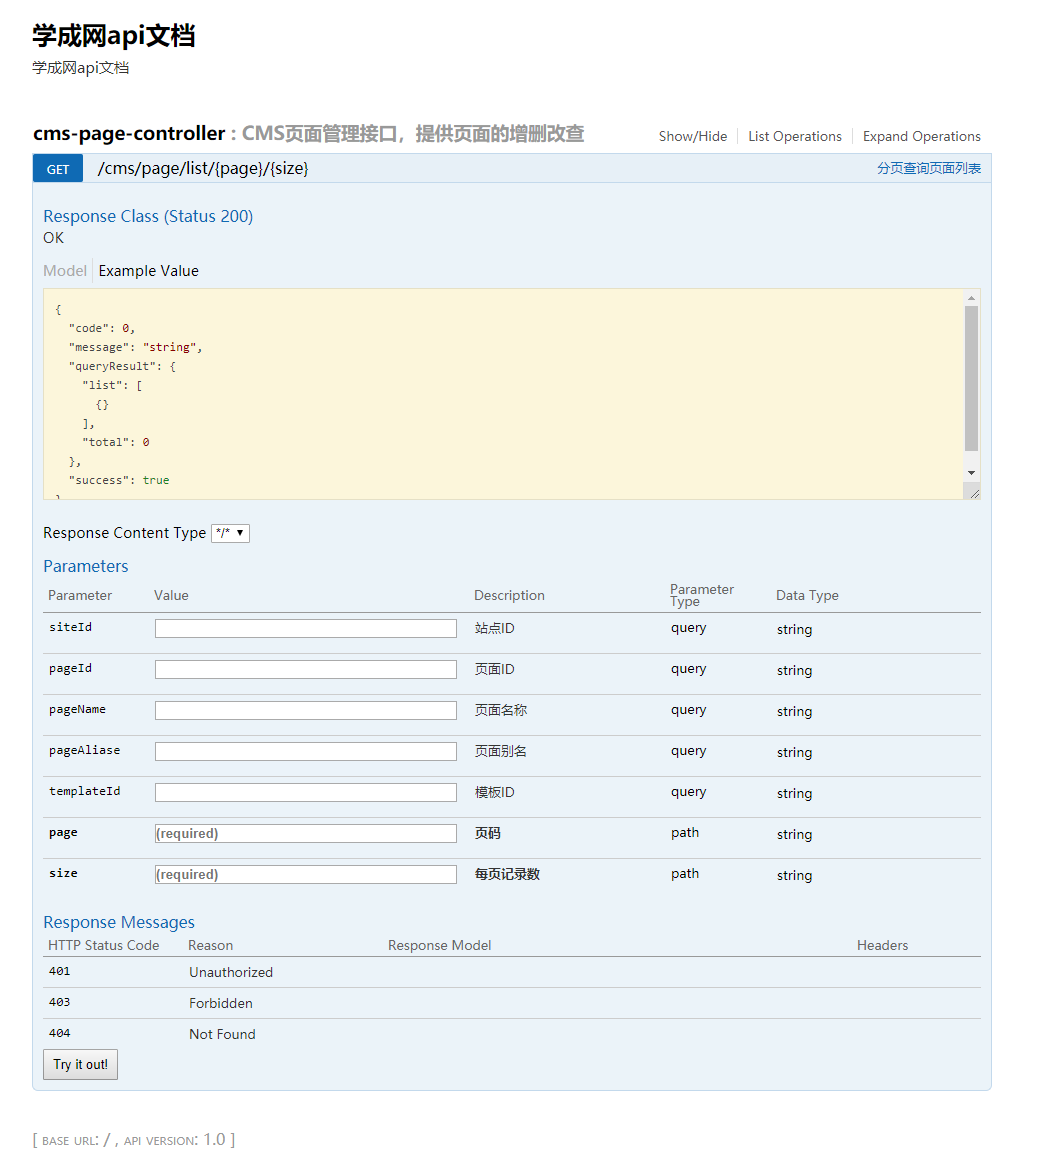 学成网api文档
学成网api文档
cms-page-controller : CMS页面管理接口，提供页面的增删改查
Show/Hide List Operations Expand Operations
GET /cms/page/list/{page}/{size} 分页查询页面列表
Response Class (Status 200)
OK
Model Example Value
{
"code": 0,
"message": "string",
"queryResult": {
"list": [
{}
],
"total": 0
},
"success": true
Response Content Type */*
Parameters
Parameter Value Description Parameter Type Data Type
siteId 站点ID query string
pageId 页面ID query string
pageName 页面名称 query string
pageAliase 页面别名 query string
templateId 模板ID query string
page (required) 页码 path string
size (required) 每页记录数 path string
Response Messages
HTTP Status Code Reason Response Model Headers
401 Unauthorized
403 Forbidden
404 Not Found
Try it out!
[ BASE URL: / , API VERSION: 1.0 ]